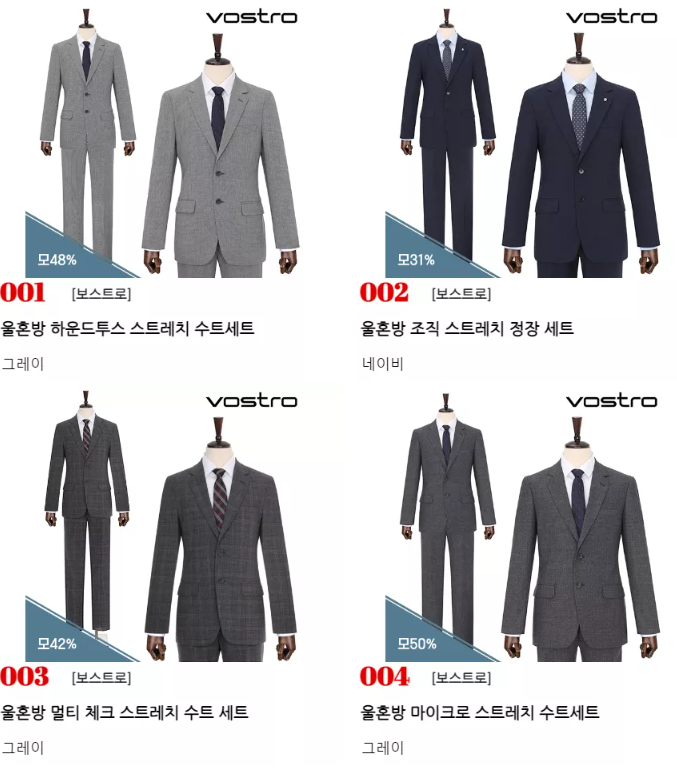 vostro
모48%
001 [보스트로]
울혼방 하운드투스 스트레치 수트세트
그레이
vostro
모31%
002 [보스트로]
울혼방 조직 스트레치 정장 세트
네이비
vostro
모42%
003 [보스트로]
울혼방 멀티 체크 스트레치 수트 세트
그레이
vostro
모50%
004 [보스트로]
울혼방 마이크로 스트레치 수트세트
그레이